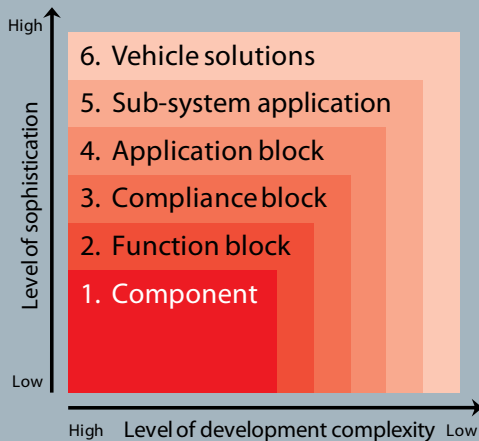 High
6. Vehicle solutions
5. Sub-system application
4. Application block
3. Compliance block
2. Function block
1. Component
Level of sophistication
Low
High Level of development complexity Low